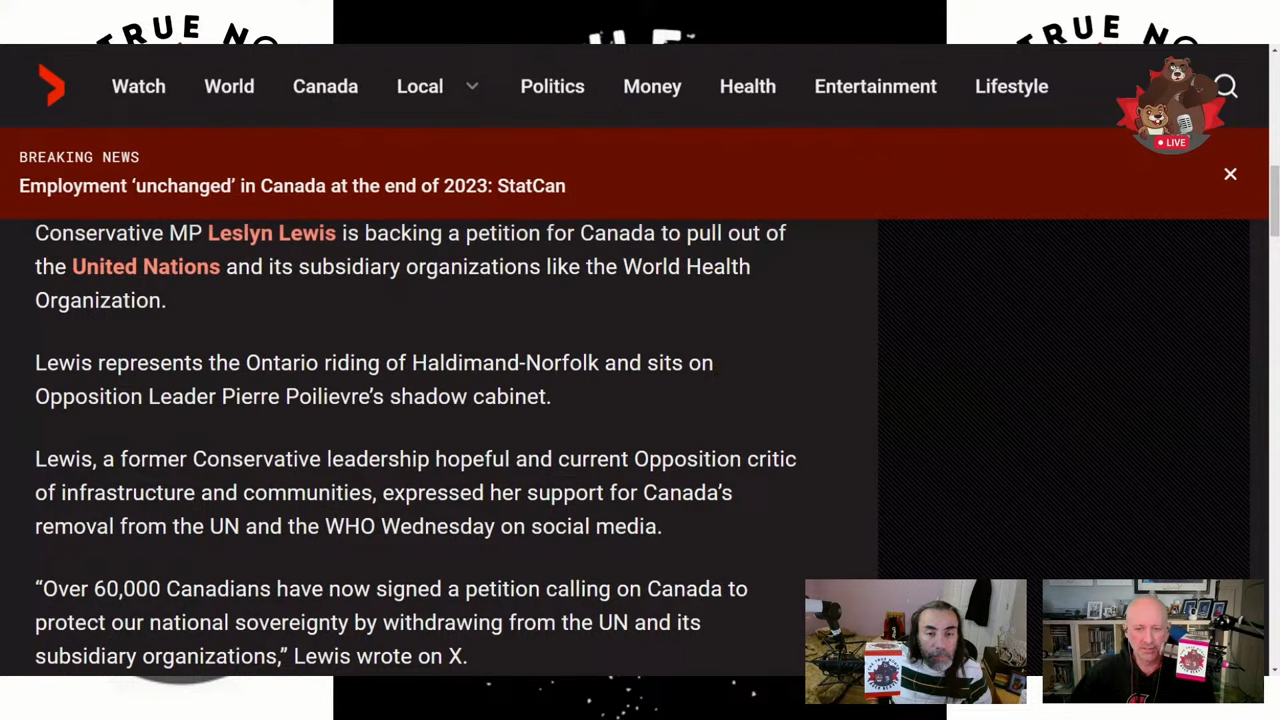 TRUE NO
TRUE NO
Watch World Canada Local Politics Money Health Entertainment Lifestyle
LIVE
BREAKING NEWS
Employment ‘unchanged’ in Canada at the end of 2023: StatCan
Conservative MP Leslyn Lewis is backing a petition for Canada to pull out of
the United Nations and its subsidiary organizations like the World Health
Organization.
Lewis represents the Ontario riding of Haldimand-Norfolk and sits on
Opposition Leader Pierre Poilievre’s shadow cabinet.
Lewis, a former Conservative leadership hopeful and current Opposition critic
of infrastructure and communities, expressed her support for Canada’s
removal from the UN and the WHO Wednesday on social media.
“Over 60,000 Canadians have now signed a petition calling on Canada to
protect our national sovereignty by withdrawing from the UN and its
subsidiary organizations,” Lewis wrote on X.